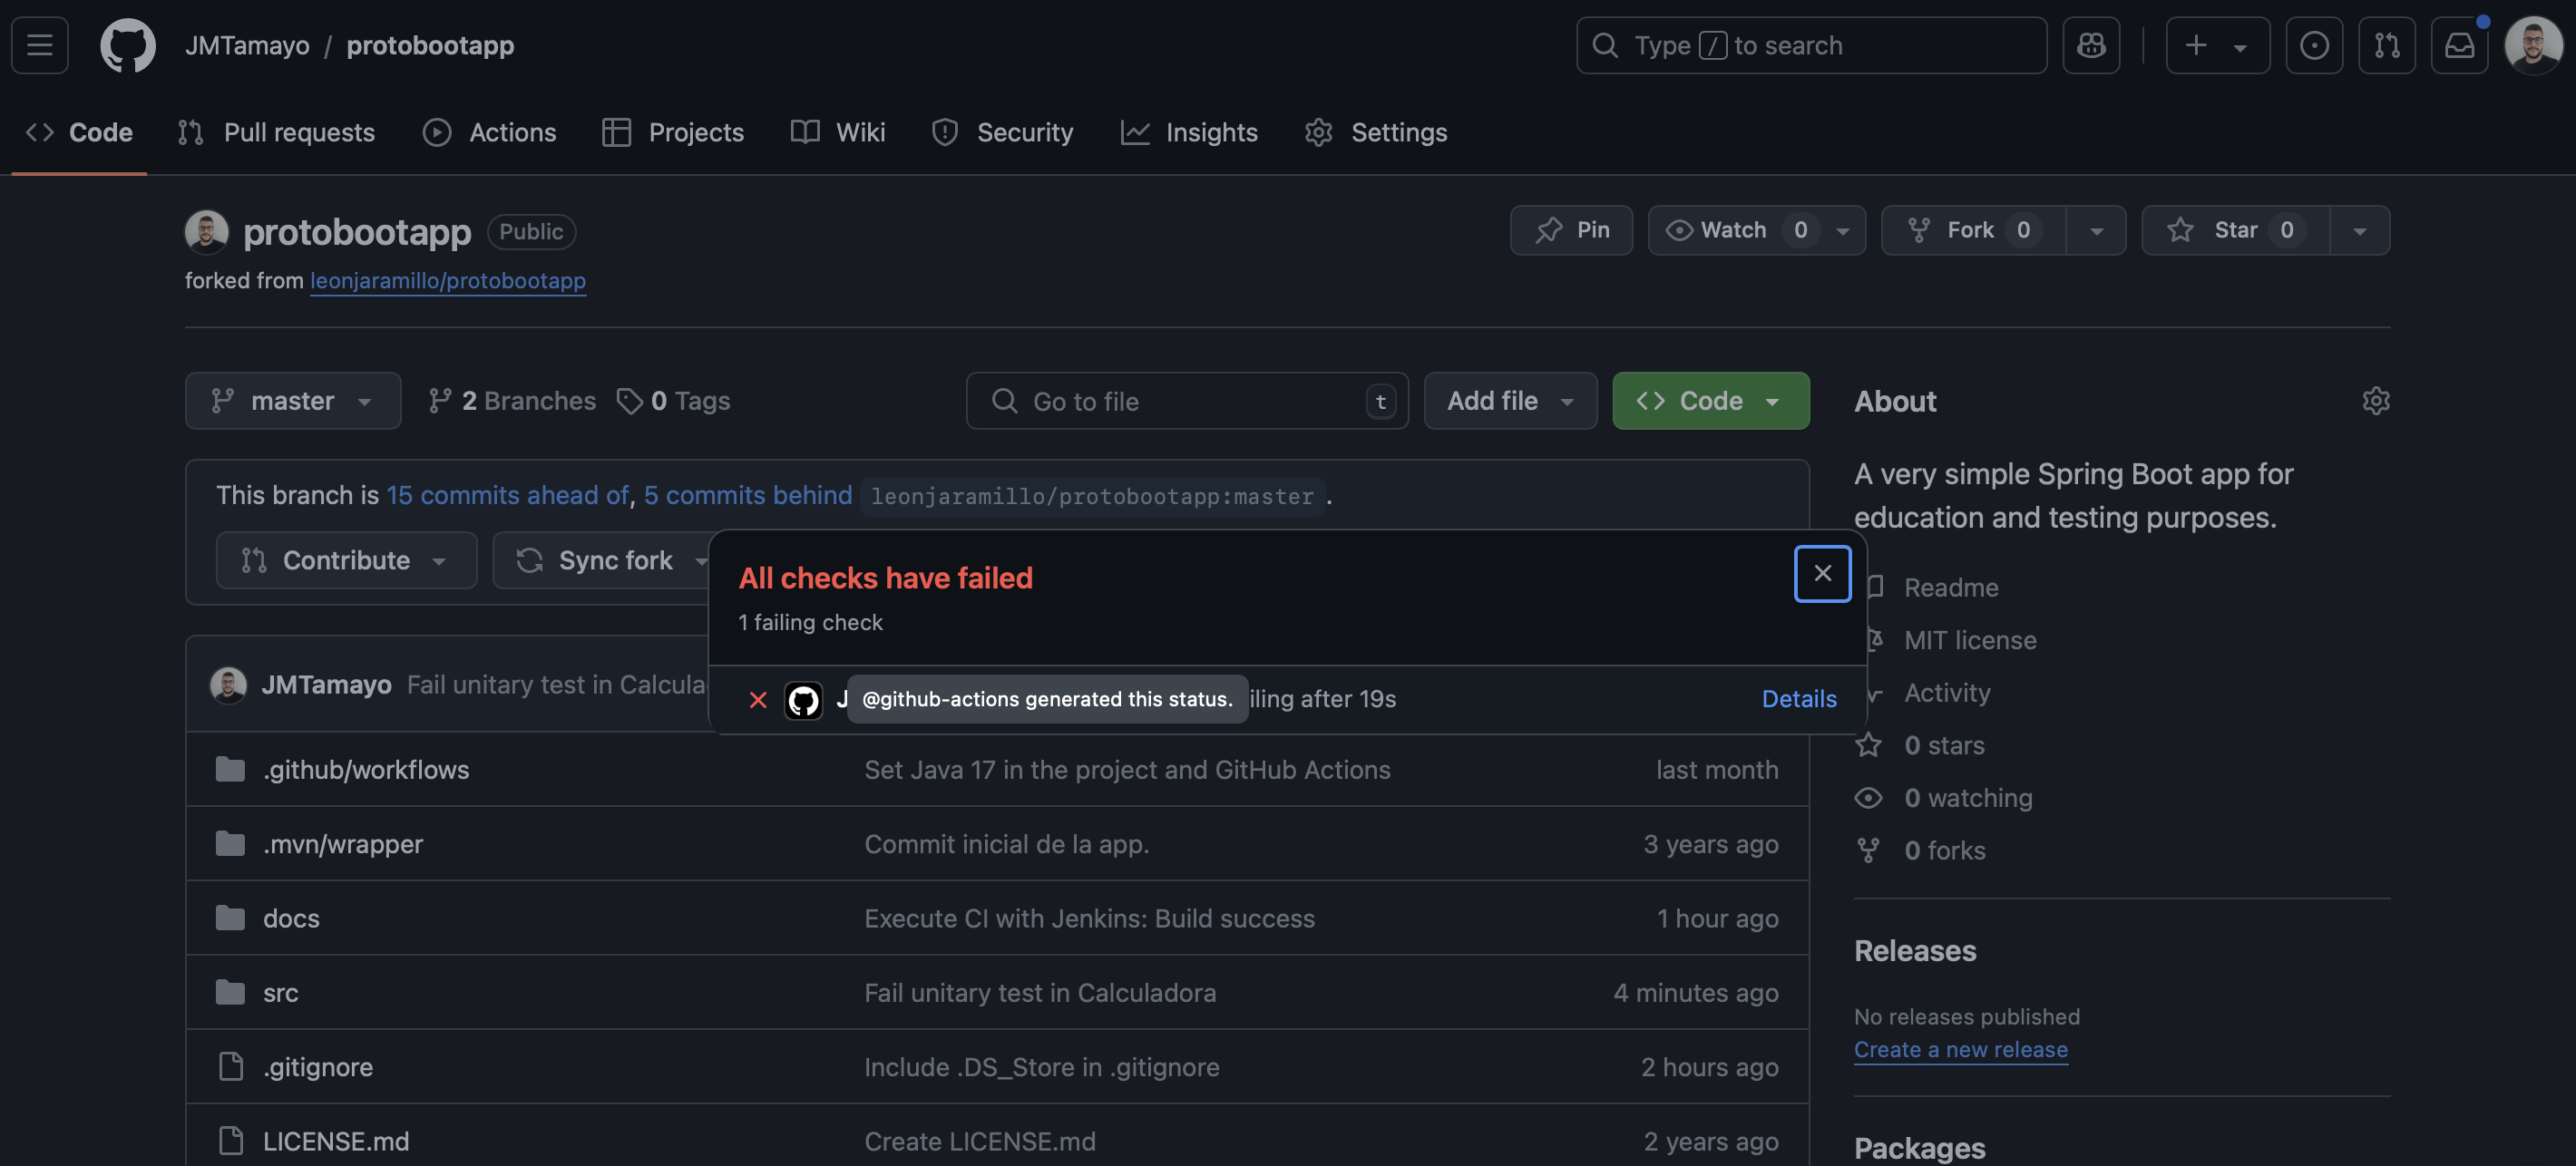 JMTamayo / protobootapp
Type / to search
Code
Pull requests
Actions
Projects
Wiki
Security
Insights
Settings
protobootapp Public
forked from leonjaramillo/protobootapp
Pin
Watch 0
Fork 0
Star 0
master
2 Branches
0 Tags
Go to file t
Add file
Code
This branch is 15 commits ahead of, 5 commits behind leonjaramillo/protobootapp:master .
Contribute
Sync fork
All checks have failed
1 failing check
J @github-actions generated this status. iling after 19s Details
JMTamayo Fail unitary test in Calcula
.github/workflows Set Java 17 in the project and GitHub Actions last month
.mvn/wrapper Commit inicial de la app. 3 years ago
docs Execute CI with Jenkins: Build success 1 hour ago
src Fail unitary test in Calculadora 4 minutes ago
.gitignore Include .DS_Store in .gitignore 2 hours ago
LICENSE.md Create LICENSE.md 2 years ago
About
A very simple Spring Boot app for
education and testing purposes.
Readme
MIT license
Activity
0 stars
0 watching
0 forks
Releases
No releases published
Create a new release
Packages